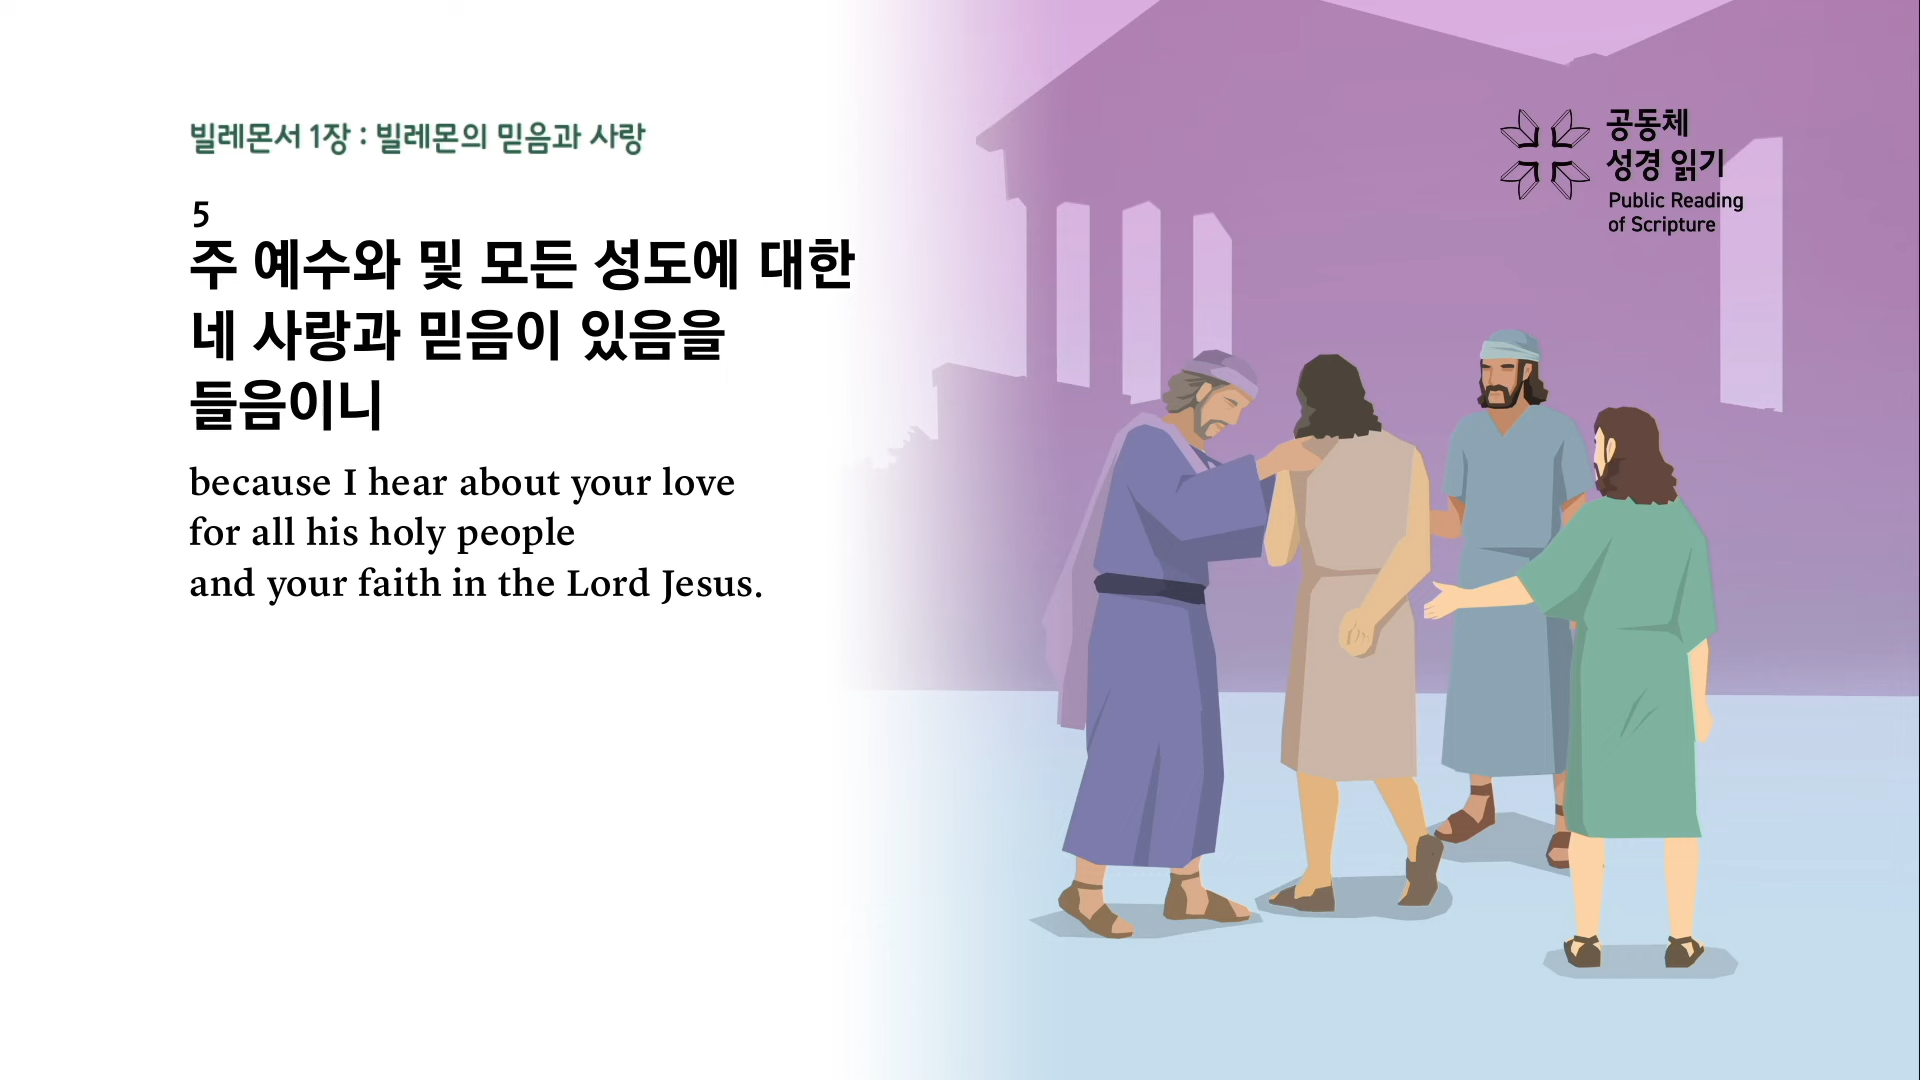 빌레몬서 1장 : 빌레몬의 믿음과 사랑
5
주 예수와 및 모든 성도에 대한
네 사랑과 믿음이 있음을
들음이니
because I hear about your love
for all his holy people
and your faith in the Lord Jesus.
공동체
성경 읽기
Public Reading
of Scripture